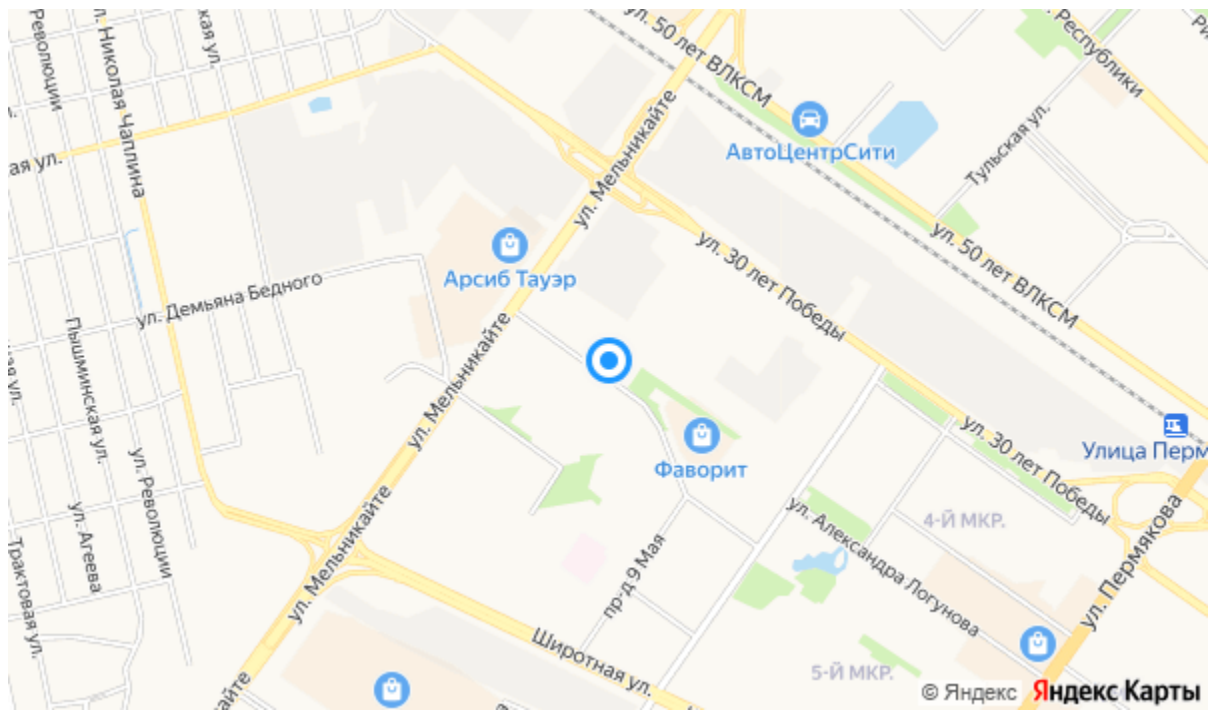 ул. 50 лет ВЛКСМ
ул. Республики
Революции
ул. Николая Чаплина
ская ул.
ул. Мельникайте
АвтоЦентрСити
Тульская ул.
ая ул.
ул. 30 лет Победы
ул. 50 лет ВЛКСМ
Арсиб Тауэр
ул. Демьяна Бедного
Пышминская ул.
ул. Мельникайте
ул. 30 лет Победы
Улица Перм
Фаворит
ул. Революции
ул. Агеева
Трактовая ул.
ул. Александра Логунова
4-Й МКР.
ул. Пермякова
ул. Мельникайте
пр-д 9 Мая
Широтная ул.
5-Й МКР.
кайте
© Яндекс Яндекс Карты